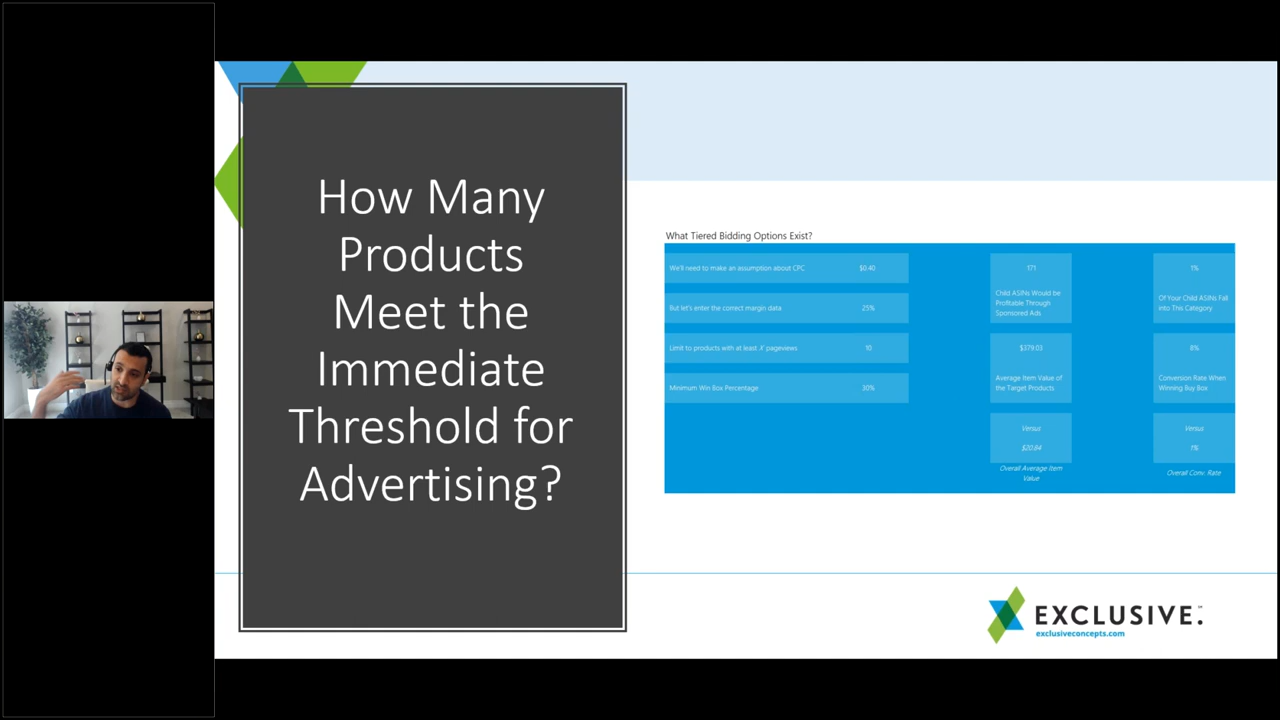 How Many
Products
Meet the
Immediate
Threshold for
Advertising?
What Tiered Bidding Options Exist?
We'll need to make an assumption about CPC $0.40
But let's enter the correct margin data 25%
Limit to products with at least .X' pageviews 10
Minimum Win Box Percentage 30%
171
Child ASINs Would be
Profitable Through
Sponsored Ads
$379.03
Average Item Value of
the Target Products
Versus
$20.84
Overall Average Item
Value
1%
Of Your Child ASINs Fall
into This Category
8%
Conversion Rate When
Winning Buy Box
Versus
1%
Overall Conv. Rate
EXCLUSIVE.
exclusiveconcepts.com